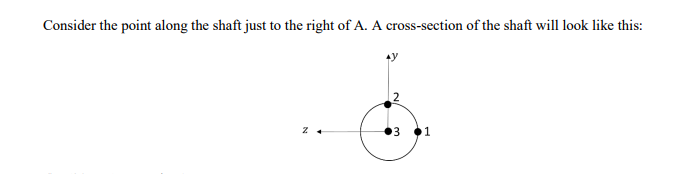 Consider the point along the shaft just to the right of A. A cross-section of the shaft will look like this:
y
2
z
3
1